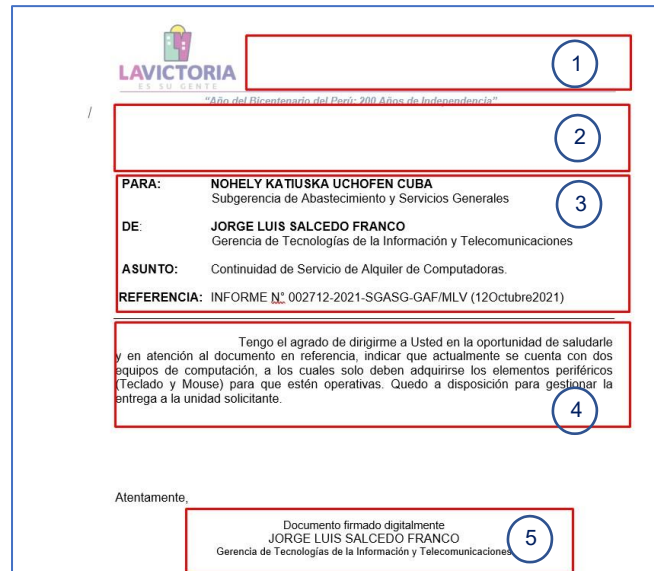 LAVICTORIA
ES SU GENTE
1
"Año del Bicentenario del Perú: 200 Años de Independencia"
/
2
PARA: NOHELY KATIUSKA UCHOFEN CUBA
Subgerencia de Abastecimiento y Servicios Generales
3
DE: JORGE LUIS SALCEDO FRANCO
Gerencia de Tecnologías de la Información y Telecomunicaciones
ASUNTO: Continuidad de Servicio de Alquiler de Computadoras.
REFERENCIA: INFORME N° 002712-2021-SGASG-GAF/MLV (12Octubre2021)
Tengo el agrado de dirigirme a Usted en la oportunidad de saludarle
y en atención al documento en referencia, indicar que actualmente se cuenta con dos
equipos de computación, a los cuales solo deben adquirirse los elementos periféricos
(Teclado y Mouse) para que estén operativas. Quedo a disposición para gestionar la
entrega a la unidad solicitante.
4
Atentamente,
Documento firmado digitalmente
JORGE LUIS SALCEDO FRANCO
Gerencia de Tecnologías de la Información y Telecomunicaciones
5